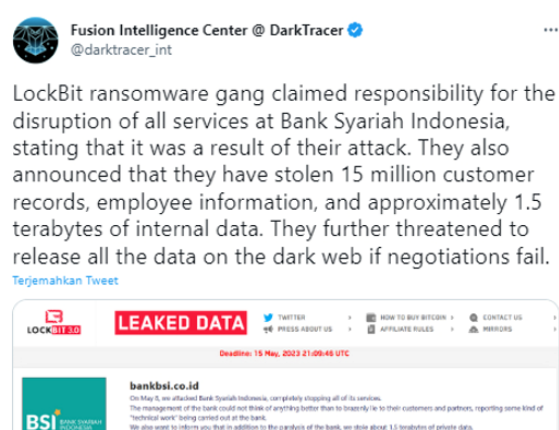 Fusion Intelligence Center @ DarkTracer
@darktracer_int
LockBit ransomware gang claimed responsibility for the
disruption of all services at Bank Syariah Indonesia,
stating that it was a result of their attack. They also
announced that they have stolen 15 million customer
records, employee information, and approximately 1.5
terabytes of internal data. They further threatened to
release all the data on the dark web if negotiations fail.
Terjemahkan Tweet
LOCKBIT 3.0
LEAKED DATA
TWITTER
HOW TO BUY BITCOIN
CONTACT US
PRESS ABOUT US
AFFILIATE RULES
MIRRORS
Deadline: 15 May, 2023 21:09:46 UTC
bankbsi.co.id
On May 8, we attacked Bank Syariah Indonesia, completely stopping all of its services.
The management of the bank could not think of anything better than to brazenly lie to their customers and partners, reporting some kind of
"technical work" being carried out at the bank.
We also want to inform you that in addition to the paralysis of the bank, we stole about 1.5 terabytes of private data.
BSI BANK SYARIAH
INDONESIA